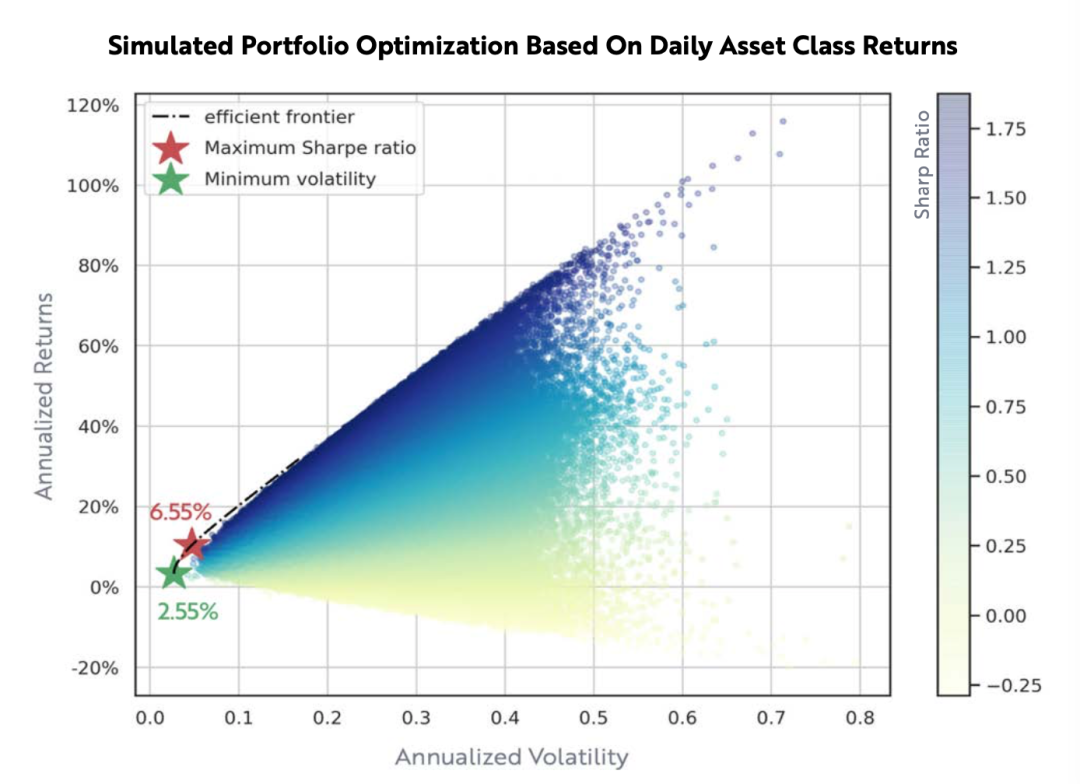 Simulated Portfolio Optimization Based On Daily Asset Class Returns
efficient frontier
Maximum Sharpe ratio
Minimum volatility
Annualized Returns
120%
100%
80%
60%
40%
20%
0%
-20%
6.55%
2.55%
0.0 0.1 0.2 0.3 0.4 0.5 0.6 0.7 0.8
Annualized Volatility
Sharp Ratio
1.75
1.50
1.25
1.00
0.75
0.50
0.25
0.00
−0.25